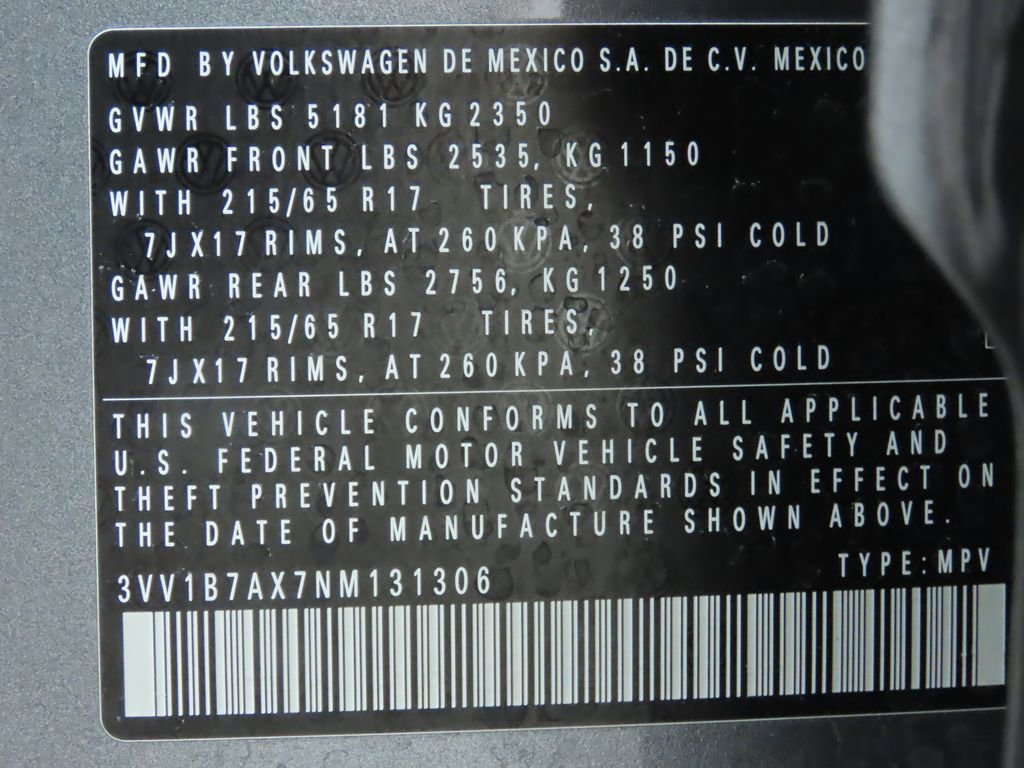 MFD BY VOLKSWAGEN DE MEXICO S.A. DE C.V. MEXICO
GVWR LBS 5181 KG 2350
GAWR FRONT LBS 2535, KG 1150
WITH 215/65 R17 TIRES,
7JX17 RIMS, AT 260 KPA, 38 PSI COLD
GAWR REAR LBS 2756, KG 1250
WITH 215/65 R17 TIRES,
7JX17 RIMS, AT 260 KPA, 38 PSI COLD
THIS VEHICLE CONFORMS TO ALL APPLICABLE
U.S. FEDERAL MOTOR VEHICLE SAFETY AND
THEFT PREVENTION STANDARDS IN EFFECT ON
THE DATE OF MANUFACTURE SHOWN ABOVE.
3VV1B7AX7NM131306 TYPE: MPV